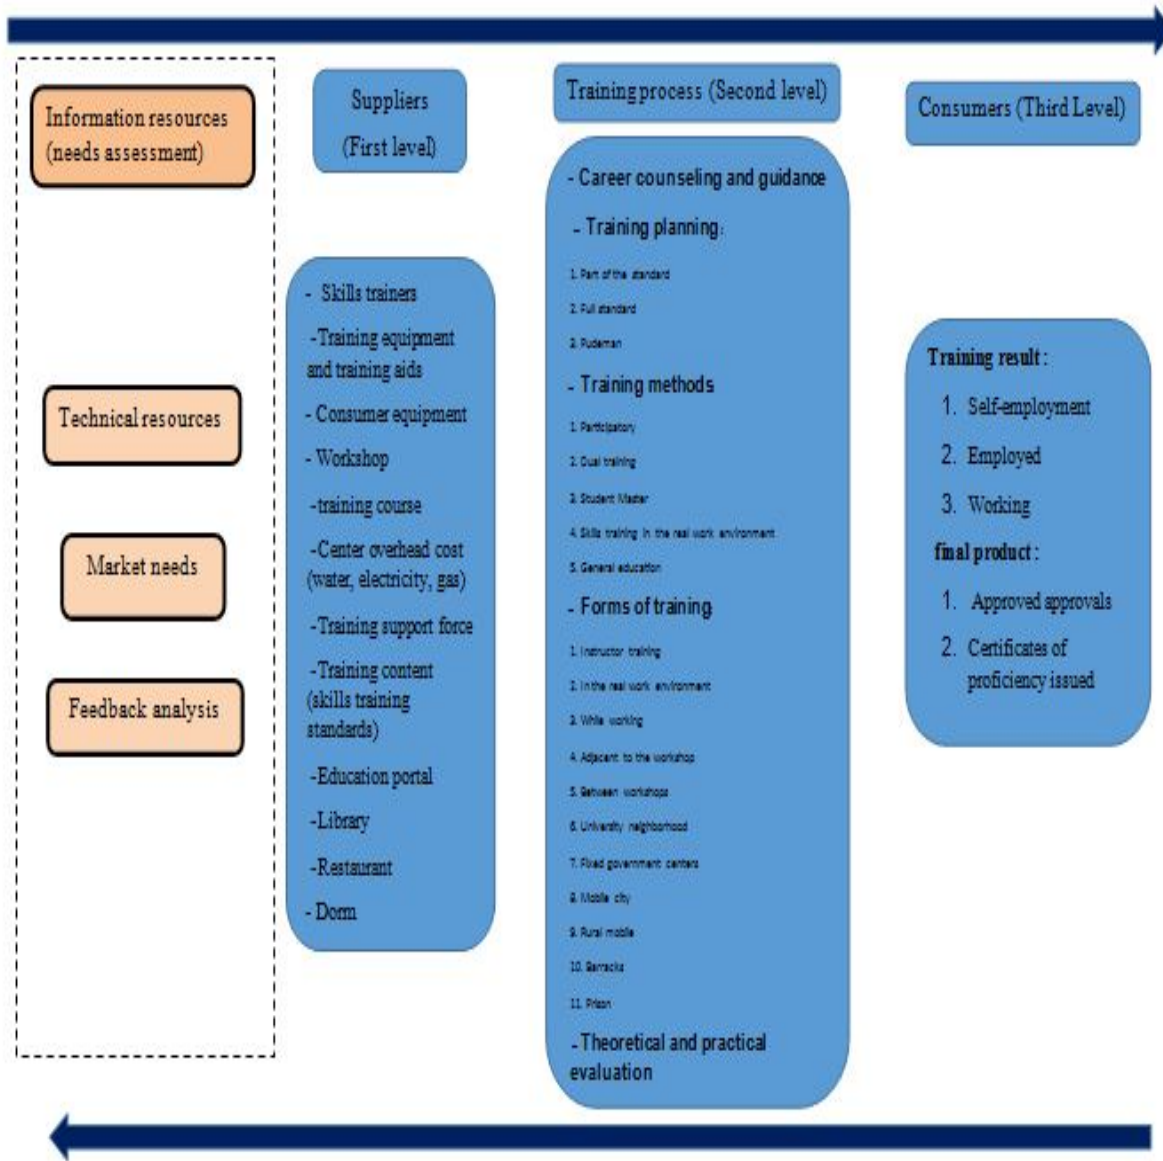 Information resources
(needs assessment)
Technical resources
Market needs
Feedback analysis
Suppliers
(First level)
- Skills trainers
-Training equipment
and training aids
- Consumer equipment
- Workshop
-training course
-Center overhead cost
(water, electricity, gas)
-Training support force
-Training content
(skills training
standards)
-Education portal
-Library
-Restaurant
- Dorm
Training process (Second level)
- Career counseling and guidance
- Training planning:
1. Part of the standard
2. Full standard
3. Pudeman
- Training methods
1. Participatory
2. Dual training
3. Student Master
4. Skills training in the real work environment
5. General education
- Forms of training
1. Instructor training
2. In the real work environment
3. While working
4. Adjacent to the workshop
5. Between workshops
6. University neighborhood
7. Fixed government centers
8. Mobile city
9. Rural mobile
10. Barracks
11. Prison
- Theoretical and practical
evaluation
Consumers (Third Level)
Training result :
1. Self-employment
2. Employed
3. Working
final product :
1. Approved approvals
2. Certificates of
proficiency issued